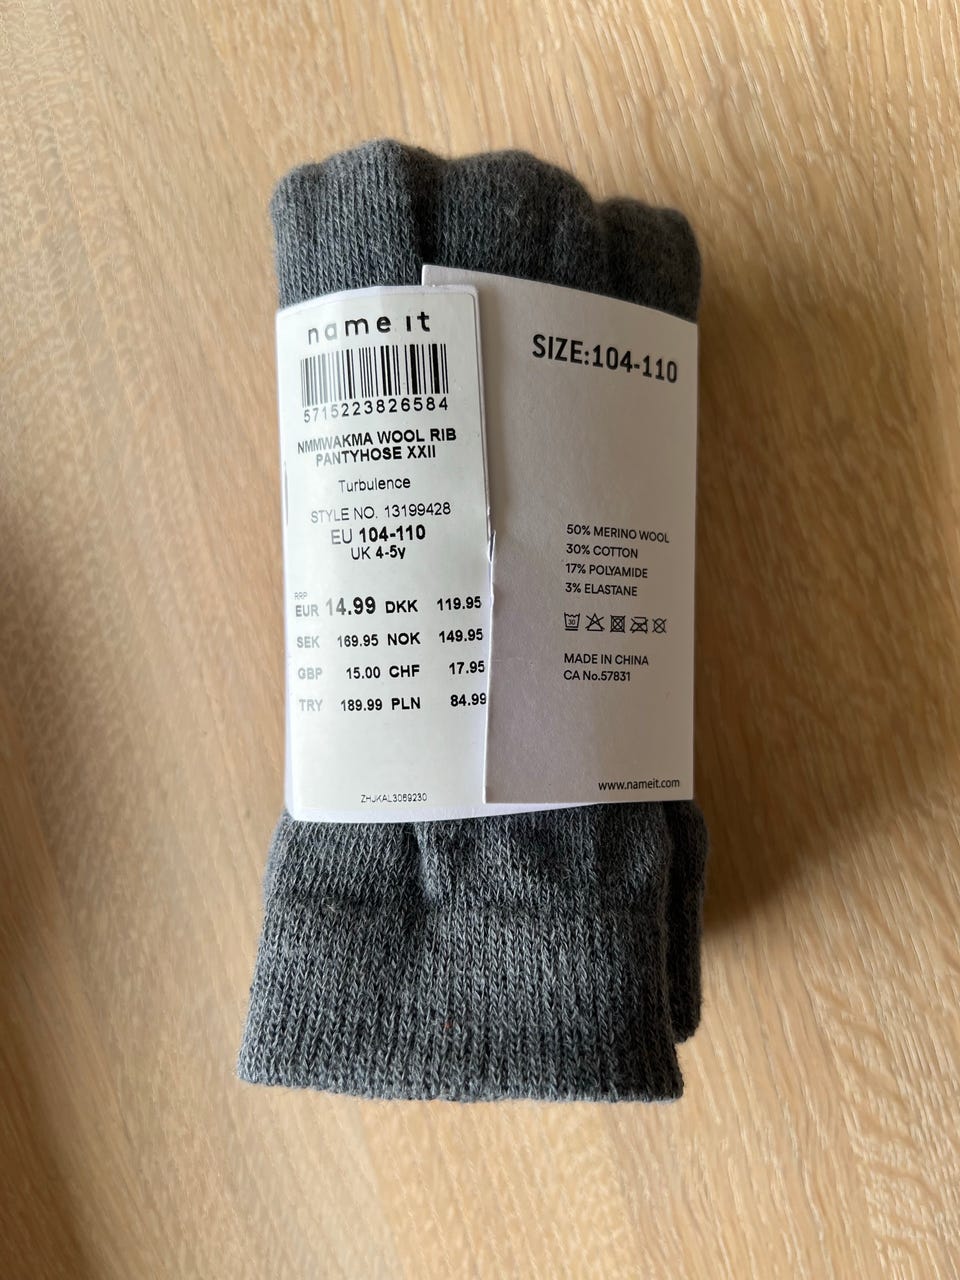 name it
5715223826584
NMMWAKMA WOOL RIB
PANTYHOSE XXII
Turbulence
STYLE NO. 13199428
EU 104-110
UK 4-5y
RRP
EUR 14.99 DKK 119.95
SEK 169.95 NOK 149.95
GBP 15.00 CHF 17.95
TRY 189.99 PLN 84.99
ZHJKAL3069230
SIZE:104-110
50% MERINO WOOL
30% COTTON
17% POLYAMIDE
3% ELASTANE
30
MADE IN CHINA
CA No.57831
www.nameit.com